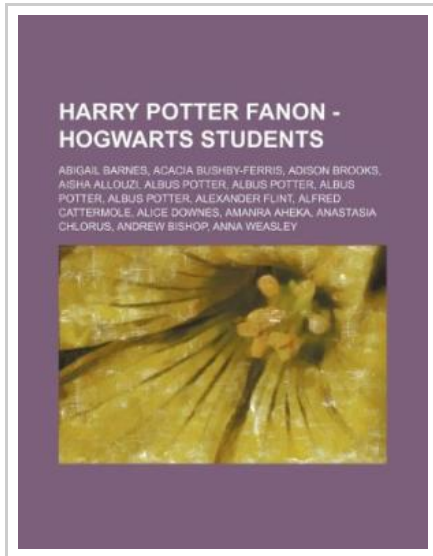 HARRY POTTER FANON -
HOGWARTS STUDENTS
ABIGAIL BARNES, ACACIA BUSHBY-FERRIS, ADISON BROOKS,
AISHA ALLOUZI, ALBUS POTTER, ALBUS POTTER, ALBUS
POTTER, ALBUS POTTER, ALEXANDER FLINT, ALFRED
CATTERMOLE, ALICE DOWNES, AMANRA AHEKA, ANASTASIA
CHLORUS, ANDREW BISHOP, ANNA WEASLEY